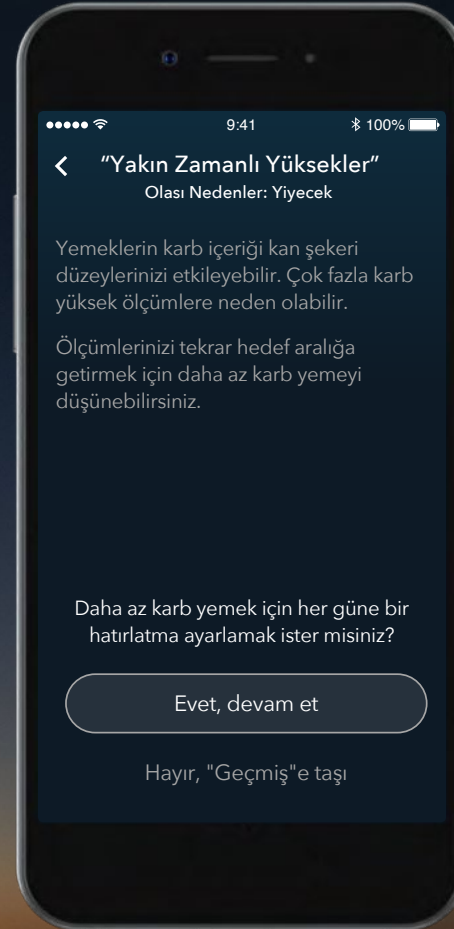 9:41
100%
“Yakın Zamanlı Yüksekler”
Olası Nedenler: Yiyecek
Yemeklerin karb içeriği kan şekeri
düzeylerinizi etkileyebilir. Çok fazla karb
yüksek ölçümlere neden olabilir.
Ölçümlerinizi tekrar hedef aralığa
getirmek için daha az karb yemeyi
düşünebilirsiniz.
Daha az karb yemek için her güne bir
hatırlatma ayarlamak ister misiniz?
Evet, devam et
Hayır, "Geçmiş"e taşı